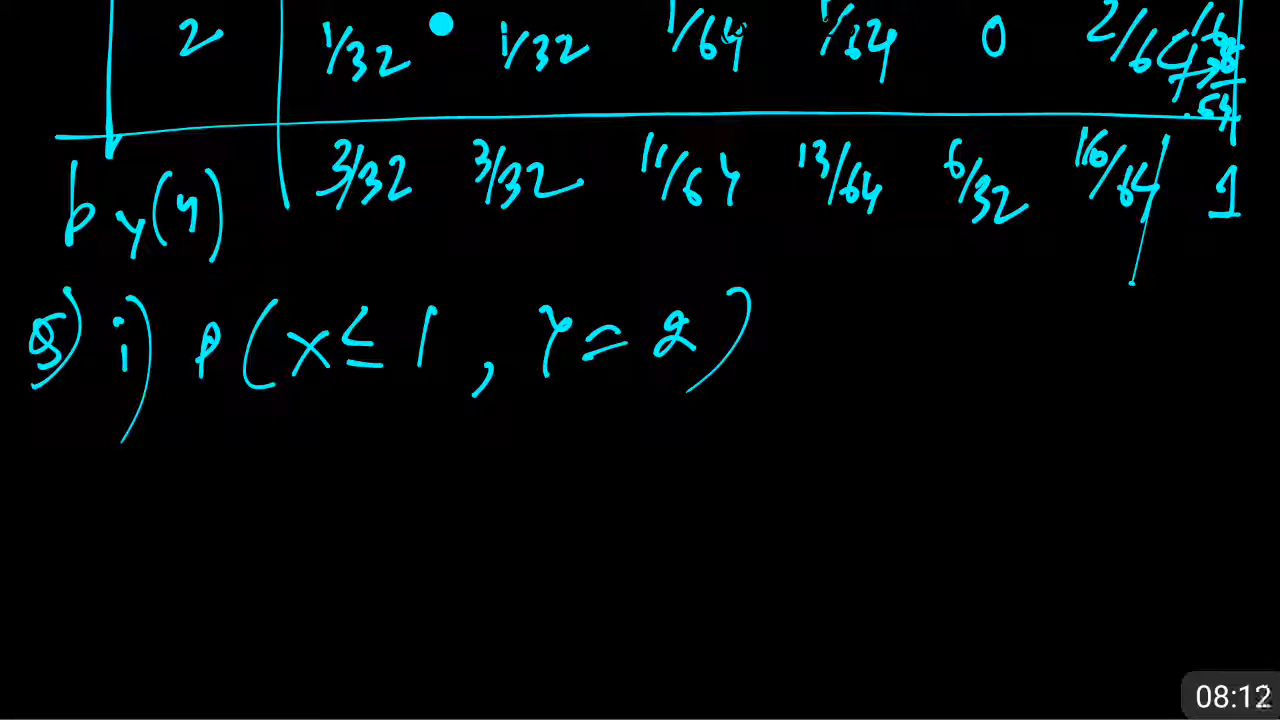 2 1/32 1/32 1/64 1/64 0 2/64
py(y) 3/32 3/32 11/64 13/64 6/32 16/64 1
i) P(x≤1, Y=2)
08:12